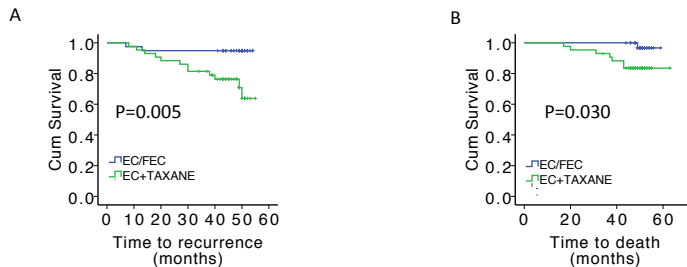 A
Cum Survival
1.0
0.8
0.6
0.4
0.2
0.0
P=0.005
EC/FEC
EC+TAXANE
0 10 20 30 40 50 60
Time to recurrence
(months)
B
Cum Survival
1.0
0.8
0.6
0.4
0.2
0.0
P=0.030
EC/FEC
EC+TAXANE
0 20 40 60
Time to death
(months)